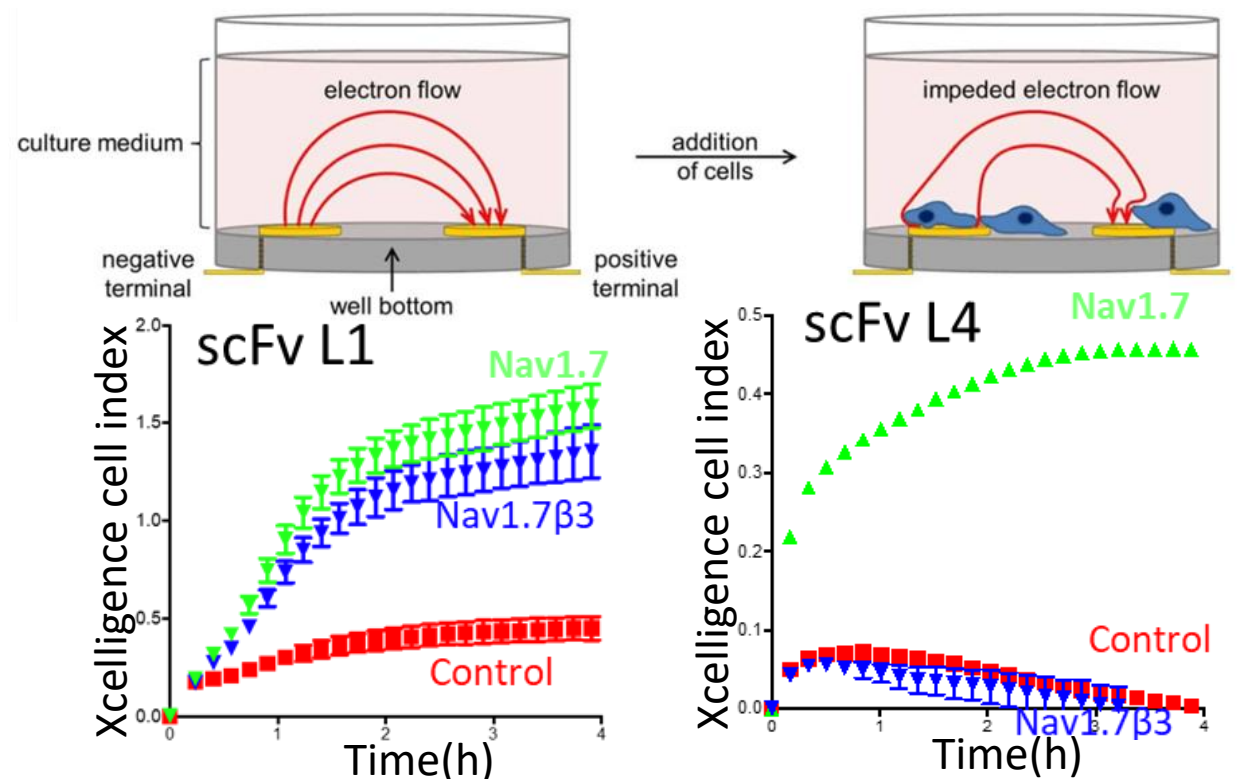 electron flow
culture medium
negative
terminal
well bottom
positive
terminal
addition
of cells
impeded electron flow
scFv L1
Nav1.7
Nav1.7β3
Control
Xcelligence cell index
2.0
1.5
1.0
0.5
0.0
0 1 2 3 4
Time(h)
scFv L4
Nav1.7
Control
Nav1.7β3
Xcelligence cell index
0.5
0.4
0.3
0.2
0.1
0.0
0 1 2 3 4
Time(h)